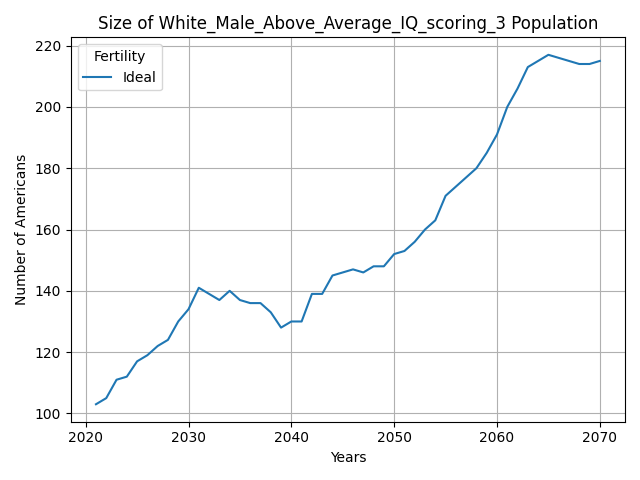 Size of White_Male_Above_Average_IQ_scoring_3 Population
Fertility
Ideal
Number of Americans
220
200
180
160
140
120
100
2020 2030 2040 2050 2060 2070
Years